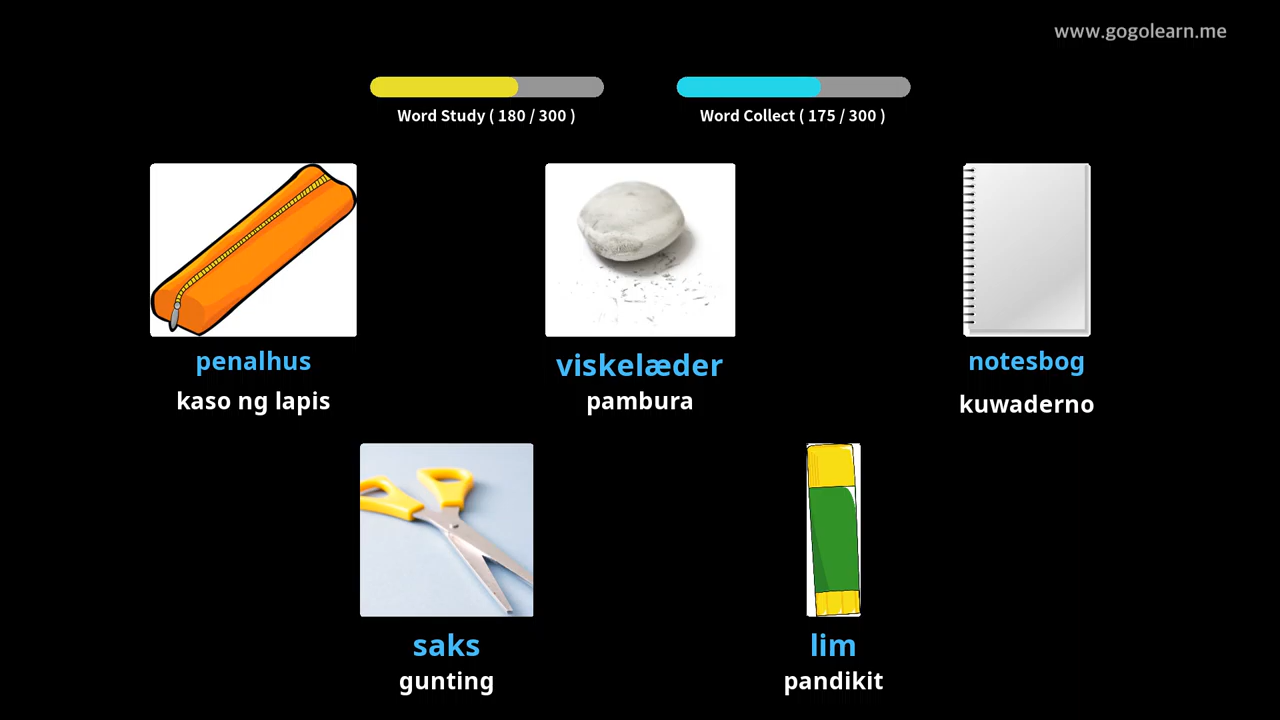 www.gogolearn.me
Word Study ( 180 / 300 )
Word Collect ( 175 / 300 )
penalhus
kaso ng lapis
viskelæder
pambura
notesbog
kuwaderno
saks
gunting
lim
pandikit